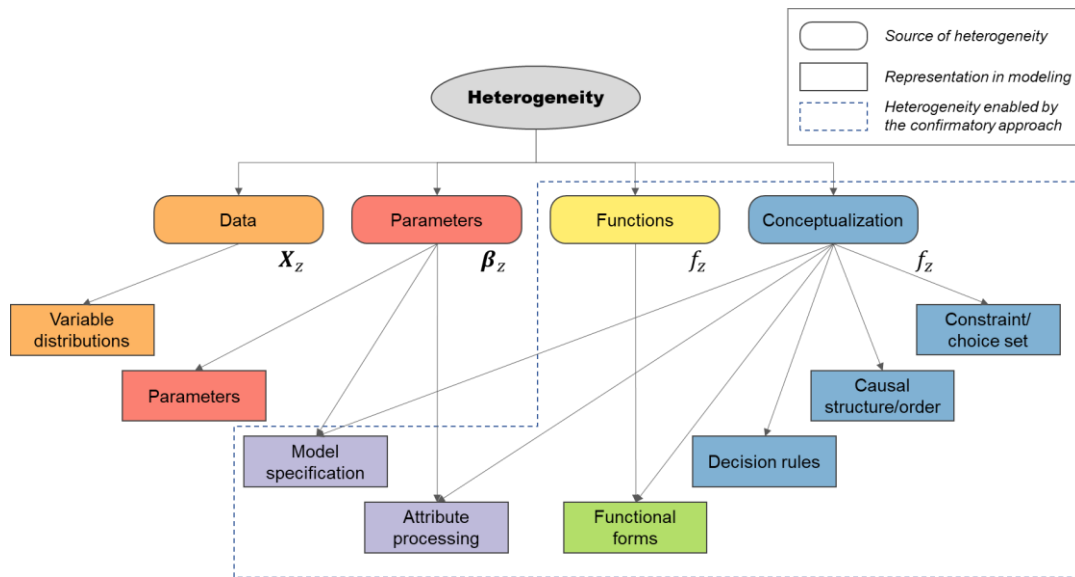 Source of heterogeneity
Representation in modeling
Heterogeneity enabled by
the confirmatory approach
Heterogeneity
Data
Parameters
Functions
Conceptualization
X_z
β_z
f_z
f_z
Variable
distributions
Constraint/
choice set
Parameters
Causal
structure/order
Model
specification
Decision rules
Attribute
processing
Functional
forms